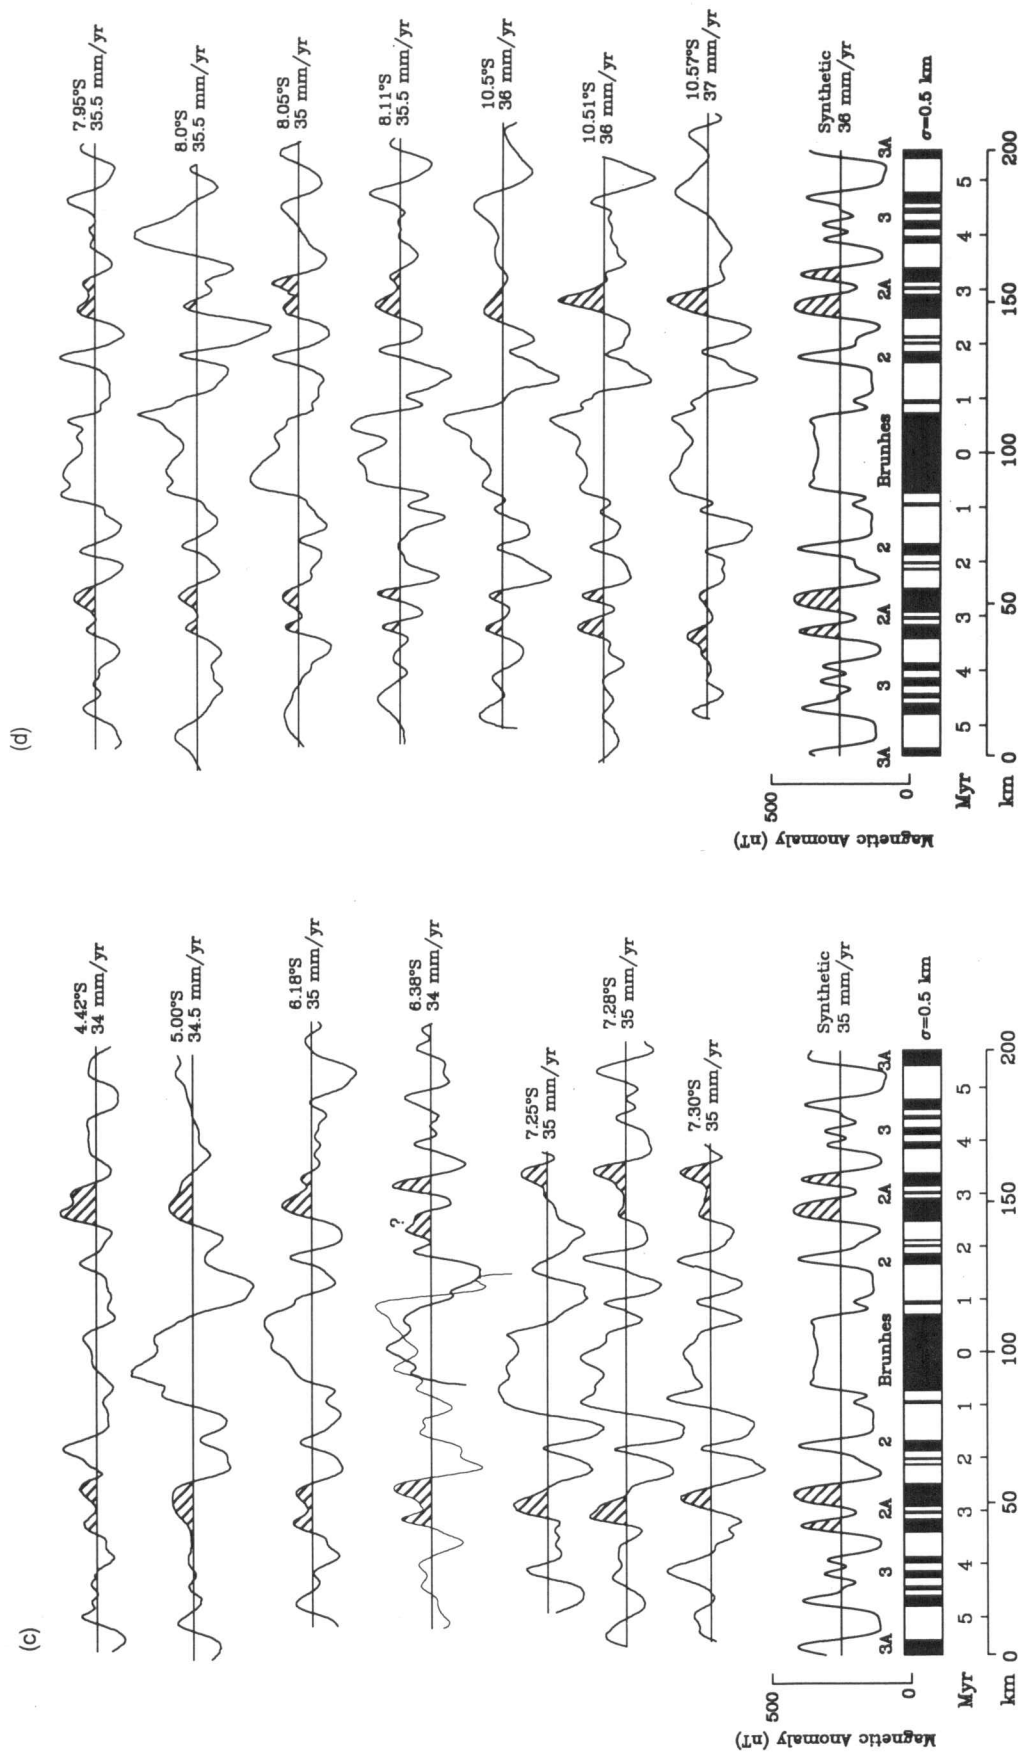 (c)
4.42°S
34 mm/yr
5.00°S
34.5 mm/yr
6.18°S
35 mm/yr
6.38°S
34 mm/yr
?
7.25°S
35 mm/yr
7.28°S
35 mm/yr
7.30°S
35 mm/yr
Synthetic
35 mm/yr
500
0
Magnetic Anomaly (nT)
3A 3 2A 2 Brunhes 2 2A 3 3A
σ=0.5 km
Myr 5 4 3 2 1 0 1 2 3 4 5
km 0 50 100 150 200
(d)
7.95°S
35.5 mm/yr
8.0°S
35.5 mm/yr
8.05°S
35 mm/yr
8.11°S
35.5 mm/yr
10.5°S
36 mm/yr
10.51°S
36 mm/yr
10.57°S
37 mm/yr
Synthetic
36 mm/yr
500
0
Magnetic Anomaly (nT)
3A 3 2A 2 Brunhes 2 2A 3 3A
σ=0.5 km
Myr 5 4 3 2 1 0 1 2 3 4 5
km 0 50 100 150 200